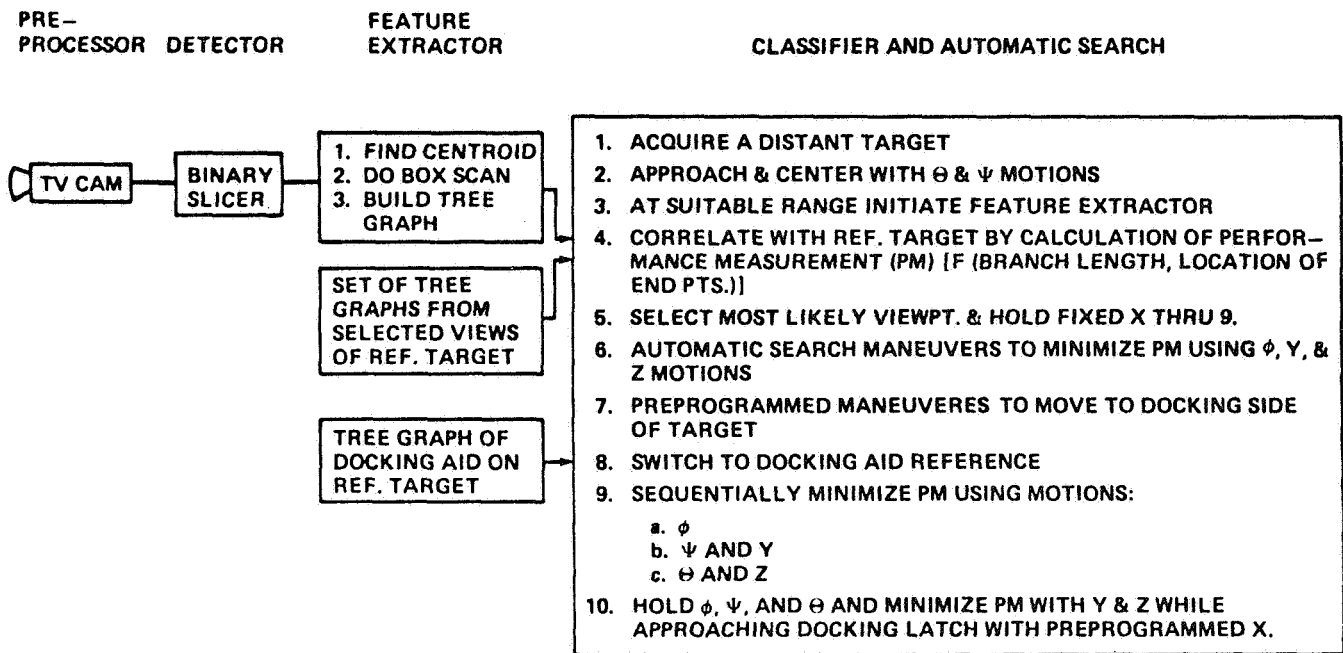 PRE-
PROCESSOR DETECTOR
FEATURE
EXTRACTOR
CLASSIFIER AND AUTOMATIC SEARCH
TV CAM
BINARY
SLICER
1. FIND CENTROID
2. DO BOX SCAN
3. BUILD TREE
GRAPH
SET OF TREE
GRAPHS FROM
SELECTED VIEWS
OF REF. TARGET
TREE GRAPH OF
DOCKING AID ON
REF. TARGET
1. ACQUIRE A DISTANT TARGET
2. APPROACH & CENTER WITH Θ & Ψ MOTIONS
3. AT SUITABLE RANGE INITIATE FEATURE EXTRACTOR
4. CORRELATE WITH REF. TARGET BY CALCULATION OF PERFOR-
MANCE MEASUREMENT (PM) [F (BRANCH LENGTH, LOCATION OF
END PTS.)]
5. SELECT MOST LIKELY VIEWPT. & HOLD FIXED X THRU 9.
6. AUTOMATIC SEARCH MANEUVERS TO MINIMIZE PM USING ϕ, Y, &
Z MOTIONS
7. PREPROGRAMMED MANEUVERES TO MOVE TO DOCKING SIDE
OF TARGET
8. SWITCH TO DOCKING AID REFERENCE
9. SEQUENTIALLY MINIMIZE PM USING MOTIONS:
a. ϕ
b. Ψ AND Y
c. Θ AND Z
10. HOLD ϕ, Ψ, AND Θ AND MINIMIZE PM WITH Y & Z WHILE
APPROACHING DOCKING LATCH WITH PREPROGRAMMED X.